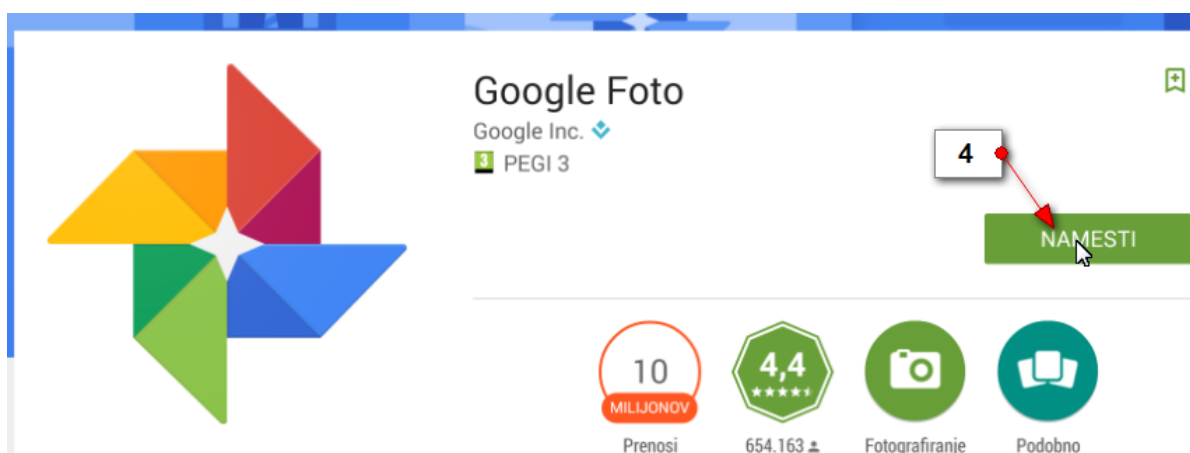 Google Foto
Google Inc.
3 PEGI 3
4
NAMESTI
10
MILIJONOV
Prenosi
4,4
654.163
Fotografiranje
Podobno